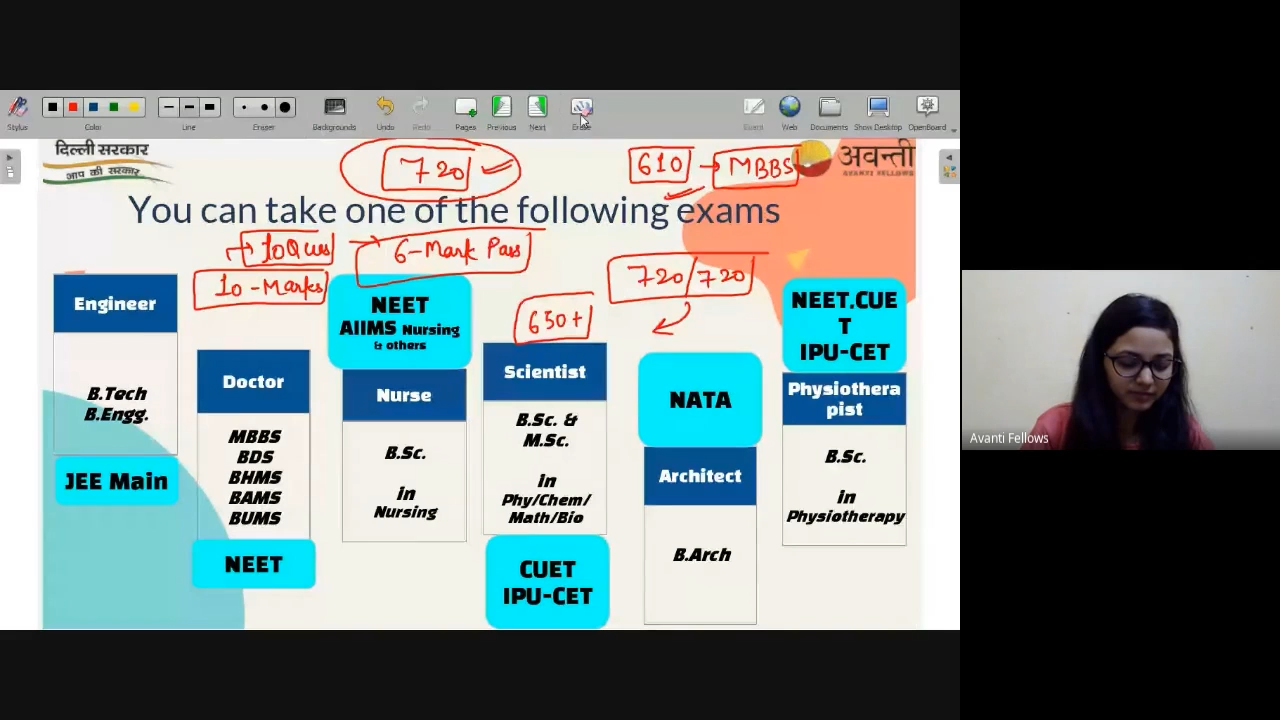 Stylus
Color
Line
Eraser
Backgrounds
Undo
Redo
Pages
Previous
Next
Erase
Board
Web
Documents
Show Desktop
OpenBoard
दिल्ली सरकार
आप की सरकार
720
610 → MBBS
अवन्ती
AVANTI FELLOWS
You can take one of the following exams
10 Ques → 6-Mark Pass
10-Marks
720/720
650+
Engineer
B.Tech
B.Engg.
JEE Main
Doctor
MBBS
BDS
BHMS
BAMS
BUMS
NEET
NEET
AIIMS Nursing
& others
Nurse
B.Sc.
in
Nursing
Scientist
B.Sc. &
M.Sc.
in
Phy/Chem/
Math/Bio
CUET
IPU-CET
NATA
Architect
B.Arch
NEET.CUE
T
IPU-CET
Physiothera
pist
B.Sc.
in
Physiotherapy
Avanti Fellows